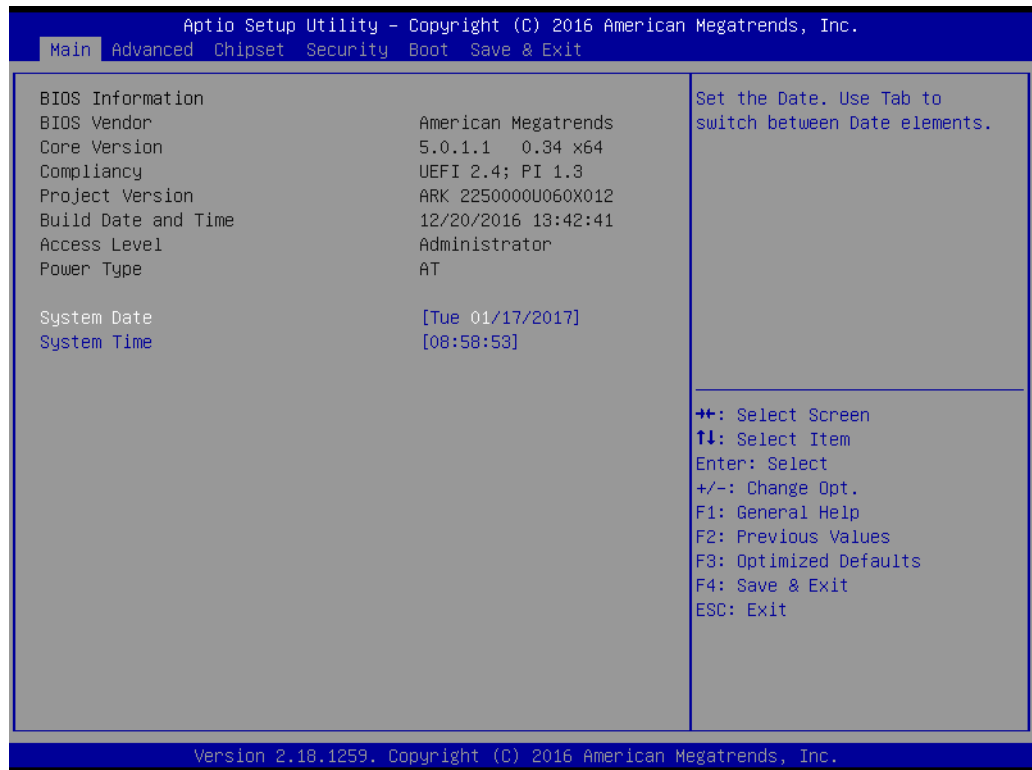 Aptio Setup Utility – Copyright (C) 2016 American Megatrends, Inc.
Main Advanced Chipset Security Boot Save & Exit
BIOS Information
BIOS Vendor American Megatrends
Core Version 5.0.1.1 0.34 x64
Compliancy UEFI 2.4; PI 1.3
Project Version ARK 2250000U060X012
Build Date and Time 12/20/2016 13:42:41
Access Level Administrator
Power Type AT
System Date [Tue 01/17/2017]
System Time [08:58:53]
Set the Date. Use Tab to
switch between Date elements.
→←: Select Screen
↑↓: Select Item
Enter: Select
+/-: Change Opt.
F1: General Help
F2: Previous Values
F3: Optimized Defaults
F4: Save & Exit
ESC: Exit
Version 2.18.1259. Copyright (C) 2016 American Megatrends, Inc.